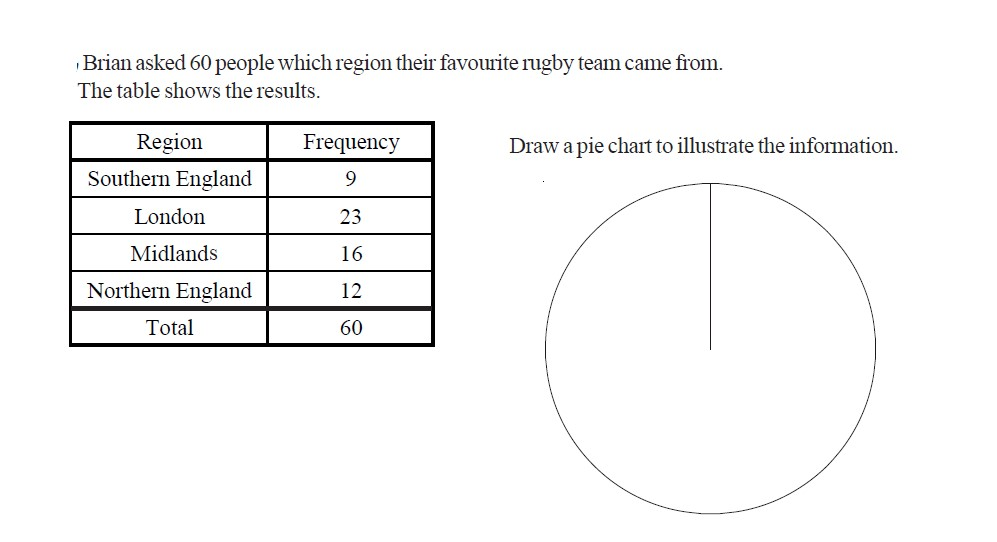 Brian asked 60 people which region their favourite rugby team came from.
The table shows the results.
Region Frequency
Southern England 9
London 23
Midlands 16
Northern England 12
Total 60
Draw a pie chart to illustrate the information.